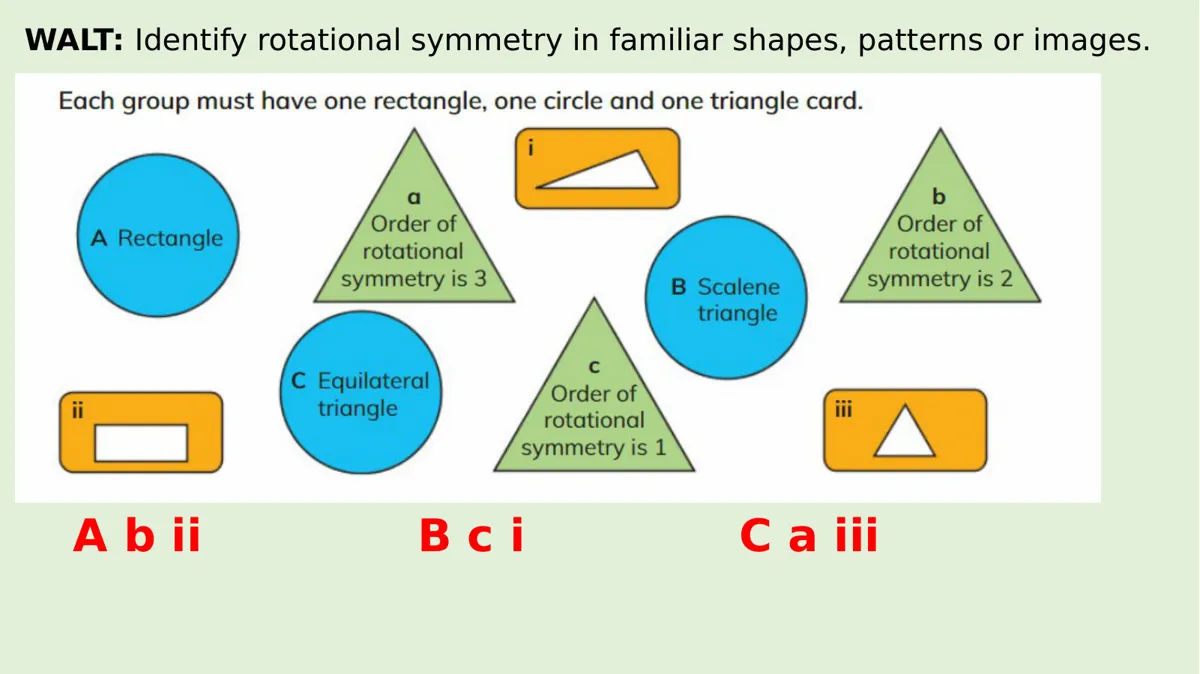 WALT: Identify rotational symmetry in familiar shapes, patterns or images.
Each group must have one rectangle, one circle and one triangle card.
A Rectangle
a
Order of
rotational
symmetry is 3
i
B Scalene
triangle
b
Order of
rotational
symmetry is 2
ii
C Equilateral
triangle
c
Order of
rotational
symmetry is 1
iii
A b ii B c i C a iii